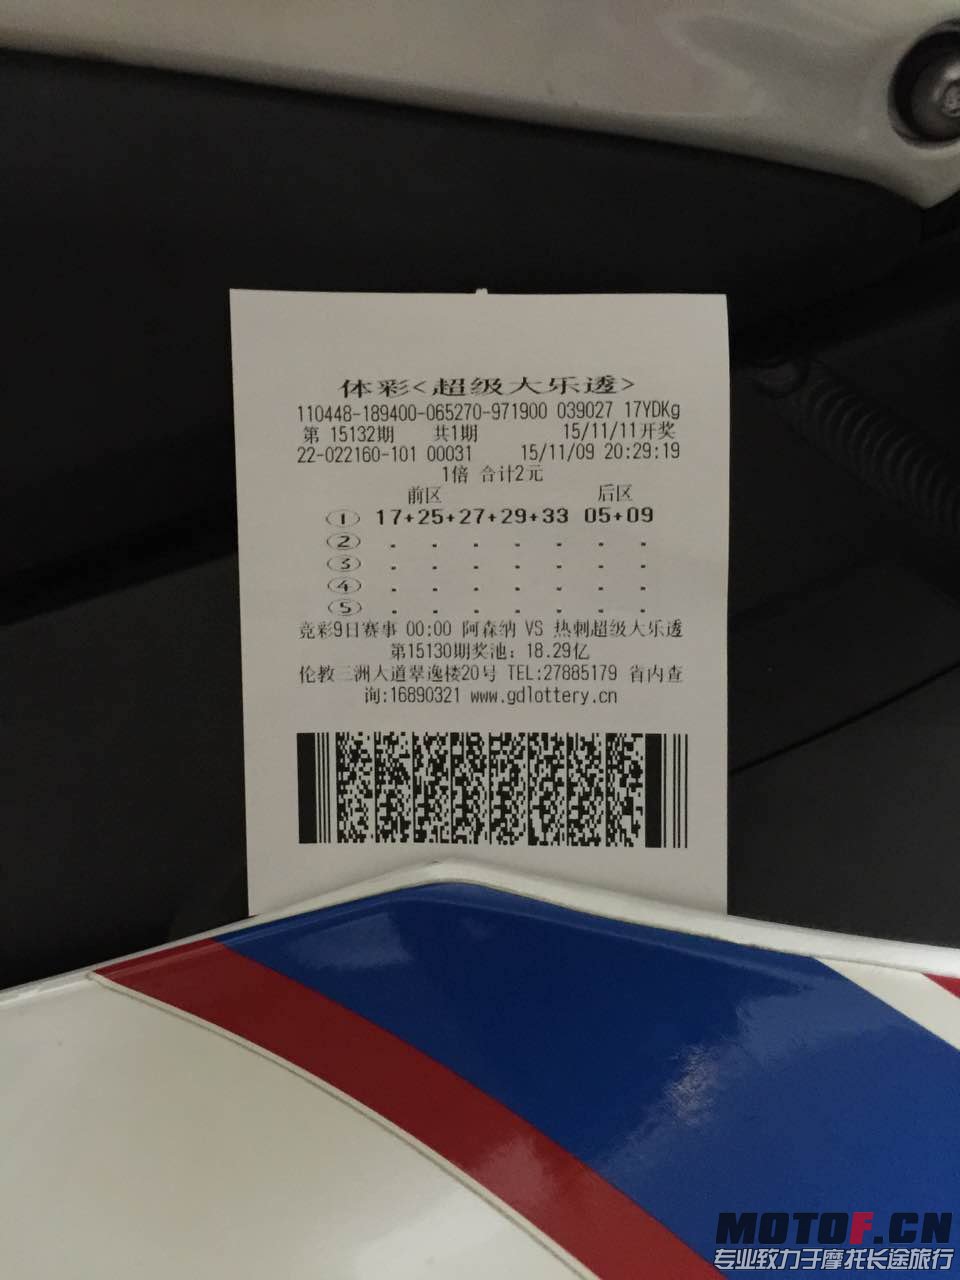 体彩<超级大乐透>
110448-189400-065270-971900 039027 17YDKg
第 15132期 共1期 15/11/11开奖
22-022160-101 00031 15/11/09 20:29:19
1倍 合计2元
前区 后区
① 17+25+27+29+33 05+09
② . . . . . . .
③ . . . . . . .
④ . . . . . . .
⑤ . . . . . . .
竞彩9日赛事 00:00 阿森纳 VS 热刺超级大乐透
第15130期奖池: 18.29亿
伦教三洲大道翠逸楼20号 TEL:27885179 省内查
询:16890321 www.gdlottery.cn
MOTOF.CN
专业致力于摩托长途旅行